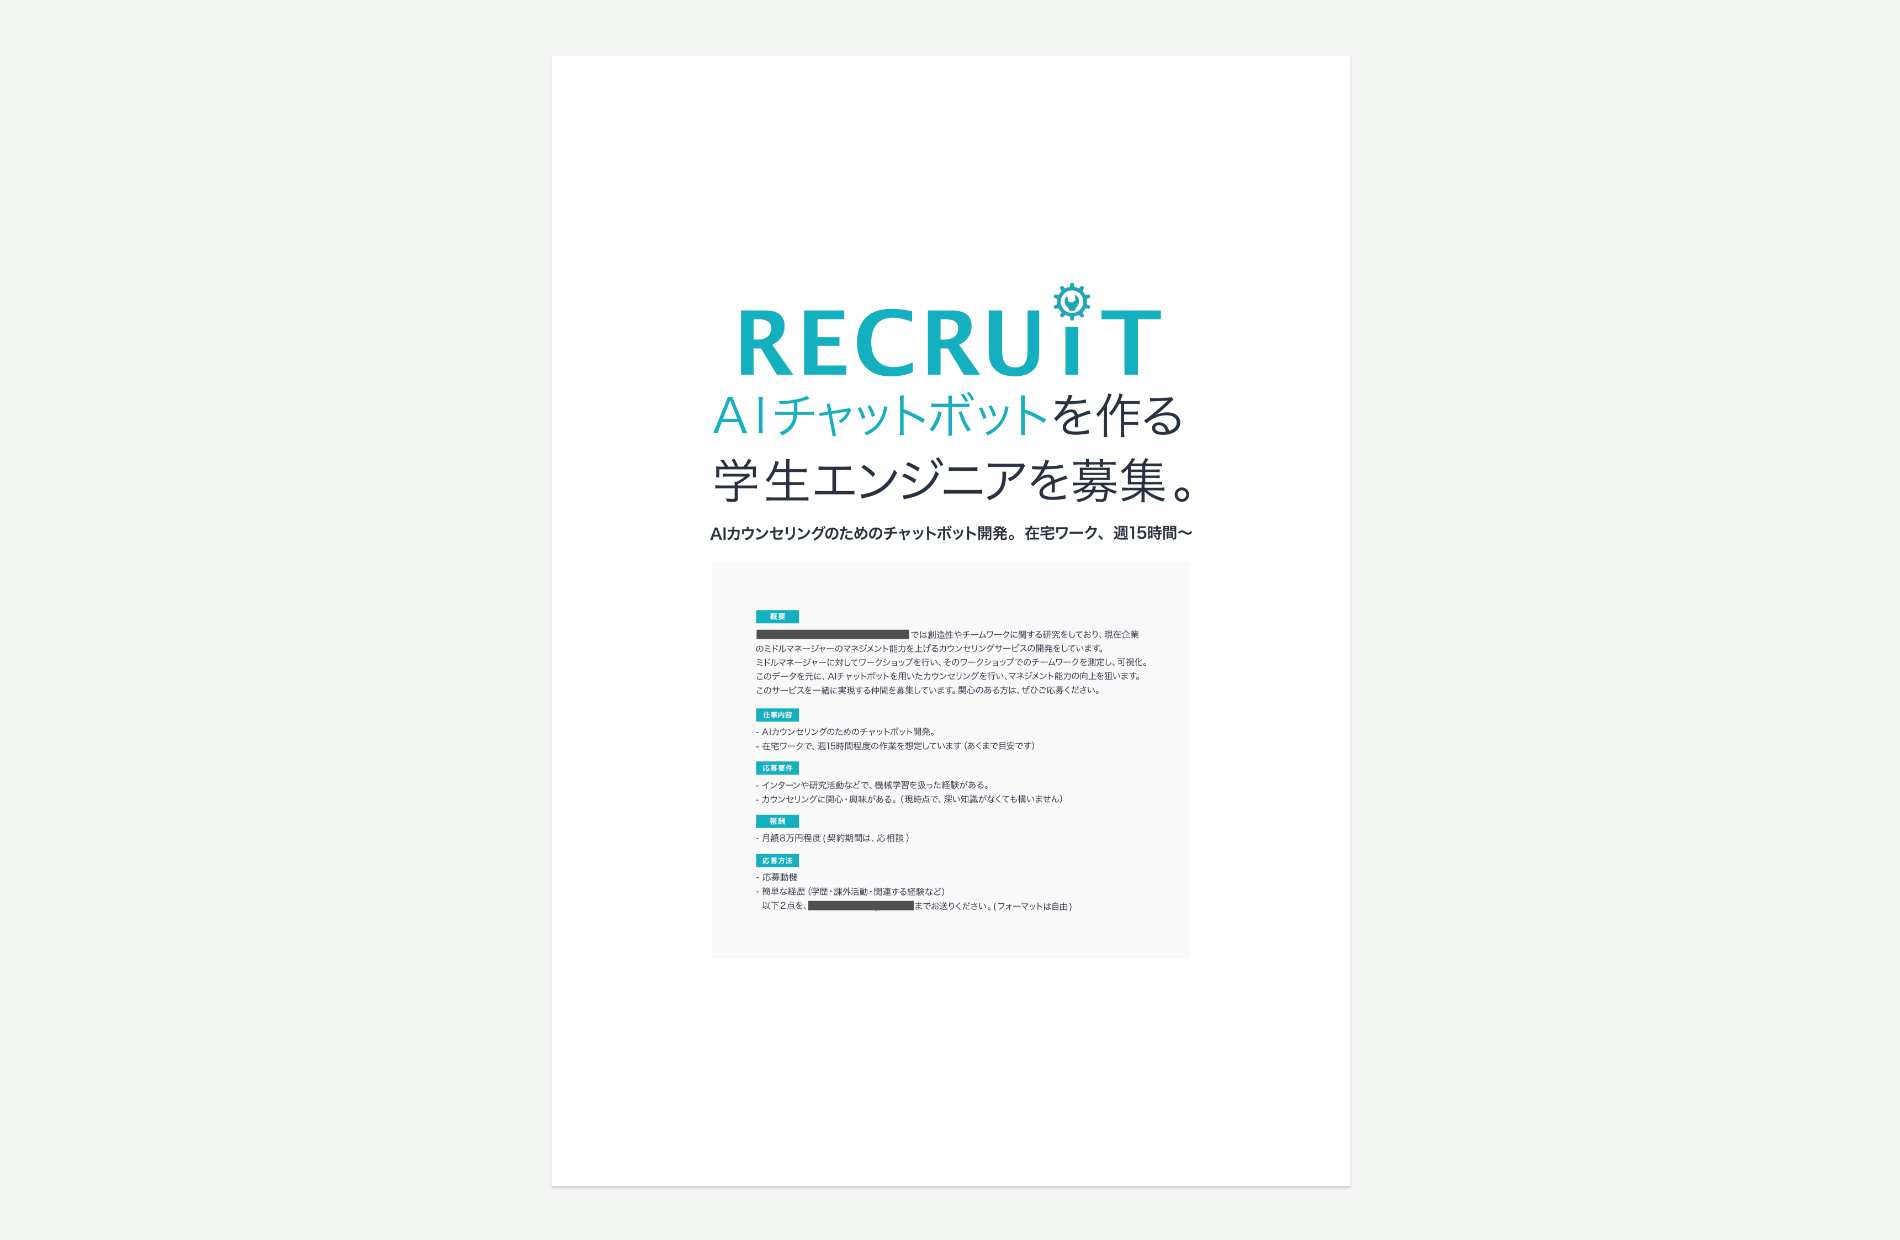 RECRUiT
AIチャットボットを作る
学生エンジニアを募集。
AIカウンセリングのためのチャットボット開発。在宅ワーク、週15時間〜
概要
では創造性やチームワークに関する研究をしており、現在企業
のミドルマネージャーのマネジメント能力を上げるカウンセリングサービスの開発をしています。
ミドルマネージャーに対してワークショップを行い、そのワークショップでのチームワークを測定し、可視化。
このデータを元に、AIチャットボットを用いたカウンセリングを行い、マネジメント能力の向上を狙います。
このサービスを一緒に実現する仲間を募集しています。関心のある方は、ぜひご応募ください。
仕事内容
- AIカウンセリングのためのチャットボット開発。
- 在宅ワークで、週15時間程度の作業を想定しています（あくまで目安です）
応募要件
- インターンや研究活動などで、機械学習を扱った経験がある。
- カウンセリングに関心・興味がある。（現時点で、深い知識がなくても構いません）
報酬
- 月額8万円程度 ( 契約期間は、応相談 )
応募方法
- 応募動機
- 簡単な経歴（学歴・課外活動・関連する経験など）
以下2点を、までお送りください。( フォーマットは自由 )